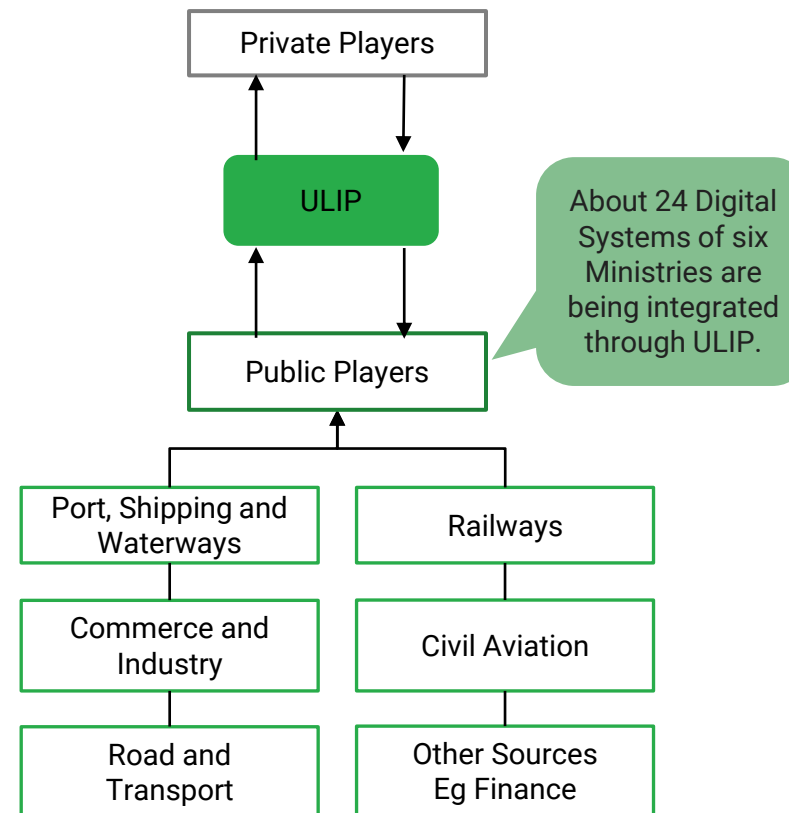 Private Players
ULIP
About 24 Digital
Systems of six
Ministries are
being integrated
through ULIP.
Public Players
Port, Shipping and
Waterways
Railways
Commerce and
Industry
Civil Aviation
Road and
Transport
Other Sources
Eg Finance